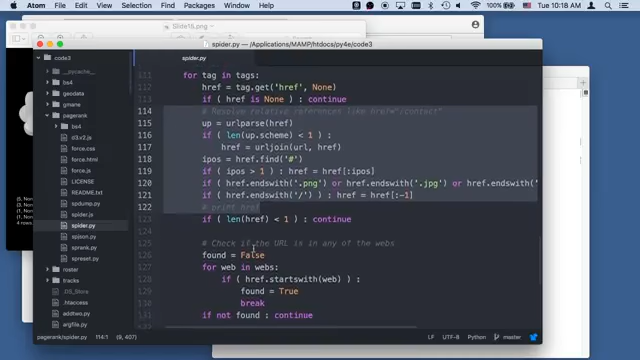 Atom File Edit View Selection Find Packages Window Help
100% Tue 10:18 AM
Slide16.png
spider.py — /Applications/MAMP/htdocs/py4e/code3
code3
__pycache__
bs4
geodata
gmane
pagerank
bs4
d3.v2.js
force.css
force.html
force.js
LICENSE
README.txt
spdump.py
spider.js
spider.py
spjson.py
sprank.py
spreset.py
roster
tracks
.DS_Store
.htaccess
addtwo.py
argfile.py
spider.py
111 for tag in tags:
112 href = tag.get('href', None)
113 if ( href is None ) : continue
114 # Resolve relative references like href="/contact"
115 up = urlparse(href)
116 if ( len(up.scheme) < 1 ) :
117 href = urljoin(url, href)
118 ipos = href.find('#')
119 if ( ipos > 1 ) : href = href[:ipos]
120 if ( href.endswith('.png') or href.endswith('.jpg') or href.endswith('
121 if ( href.endswith('/') ) : href = href[:-1]
122 # print href
123 if ( len(href) < 1 ) : continue
124
125 # Check if the URL is in any of the webs
126 found = False
127 for web in webs:
128 if ( href.startswith(web) ) :
129 found = True
130 break
131 if not found : continue
pagerank/spider.py (9, 407) LF UTF-8 Python master